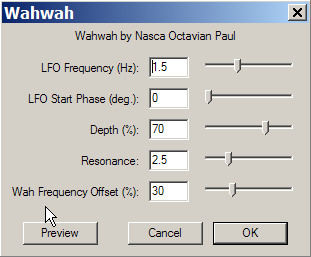 Wahwah
Wahwah by Nasca Octavian Paul
LFO Frequency (Hz): 1.5
LFO Start Phase (deg.): 0
Depth (%): 70
Resonance: 2.5
Wah Frequency Offset (%): 30
Preview Cancel OK